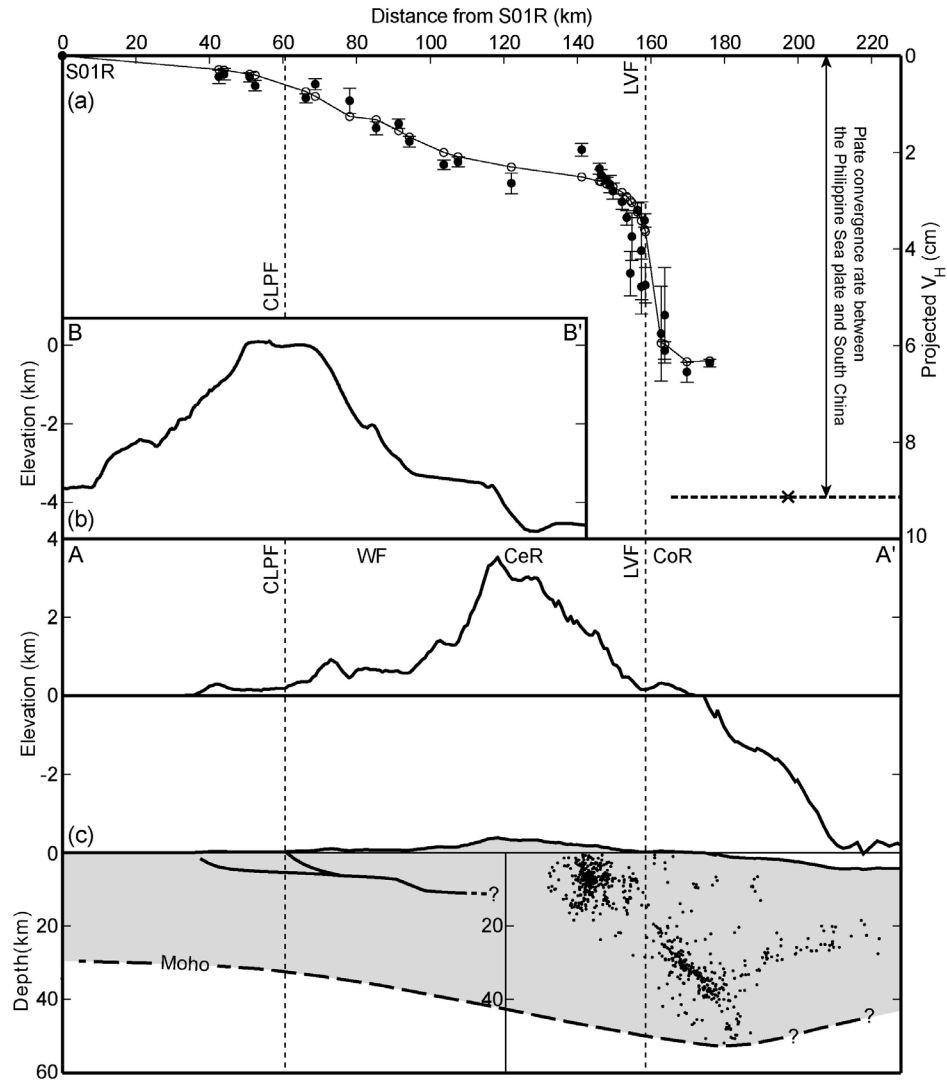 Distance from S01R (km)
0 20 40 60 80 100 120 140 160 180 200 220
S01R
(a)
CLPF
LVF
Plate convergence rate between
the Philippine Sea plate and South China
0
2
4
6
8
10
Projected VH (cm)
B B'
0
-2
-4
Elevation (km)
(b)
4
A CLPF WF CeR LVF CoR A'
2
0
-2
Elevation (km)
(c)
0
20
40
60
Depth(km)
20
40
?
Moho
?
?